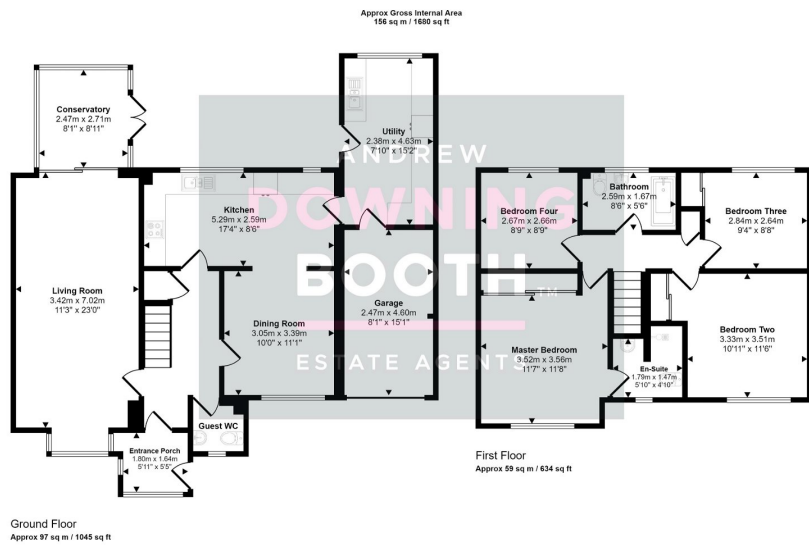 Approx Gross Internal Area
156 sq m / 1680 sq ft
Conservatory
2.47m x 2.71m
8'1" x 8'11"
Utility
2.38m x 4.63m
7'10" x 15'2"
Kitchen
5.29m x 2.59m
17'4" x 8'6"
Living Room
3.42m x 7.02m
11'3" x 23'0"
Dining Room
3.05m x 3.39m
10'0" x 11'1"
Garage
2.47m x 4.60m
8'1" x 15'1"
Guest WC
Entrance Porch
1.80m x 1.64m
5'11" x 5'5"
Ground Floor
Approx 97 sq m / 1045 sq ft
Bedroom Four
2.67m x 2.66m
8'9" x 8'9"
Bathroom
2.59m x 1.67m
8'6" x 5'6"
Bedroom Three
2.84m x 2.64m
9'4" x 8'8"
Master Bedroom
3.52m x 3.56m
11'7" x 11'8"
En-Suite
1.79m x 1.47m
5'10" x 4'10"
Bedroom Two
3.33m x 3.51m
10'11" x 11'6"
First Floor
Approx 59 sq m / 634 sq ft
ANDREW
DOWNING
BOOTH™
ESTATE AGENTS